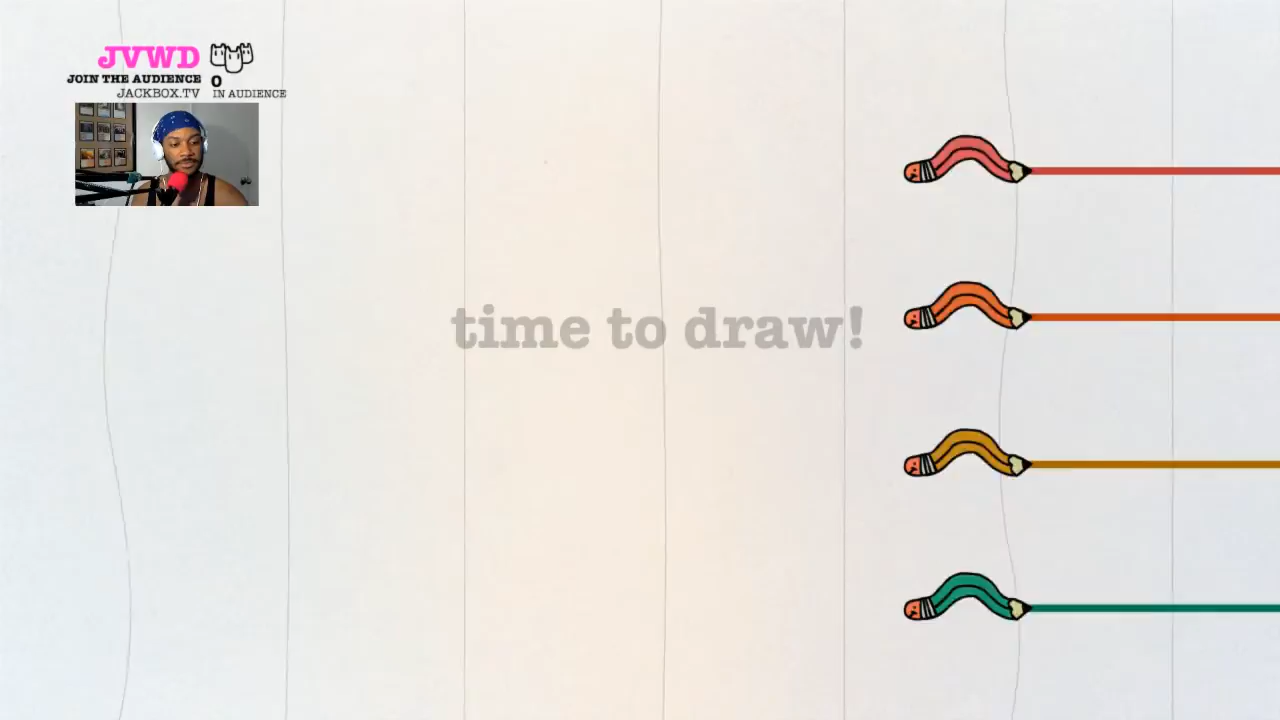 JVWD
JOIN THE AUDIENCE
JACKBOX.TV
0
IN AUDIENCE
time to draw!